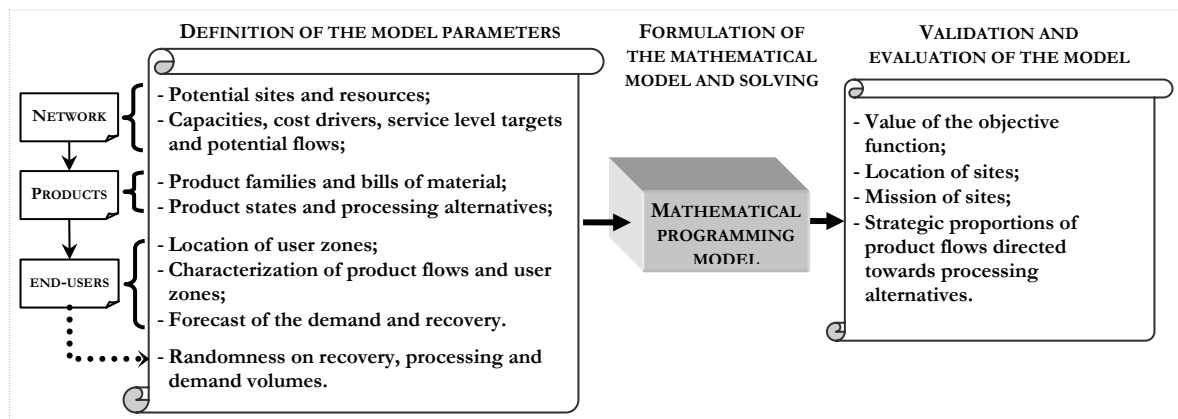 DEFINITION OF THE MODEL PARAMETERS
NETWORK
PRODUCTS
END-USERS
- Potential sites and resources;
- Capacities, cost drivers, service level targets
and potential flows;
- Product families and bills of material;
- Product states and processing alternatives;
- Location of user zones;
- Characterization of product flows and user
zones;
- Forecast of the demand and recovery.
- Randomness on recovery, processing and
demand volumes.
FORMULATION OF
THE MATHEMATICAL
MODEL AND SOLVING
MATHEMATICAL
PROGRAMMING
MODEL
VALIDATION AND
EVALUATION OF THE MODEL
- Value of the objective
function;
- Location of sites;
- Mission of sites;
- Strategic proportions of
product flows directed
towards processing
alternatives.